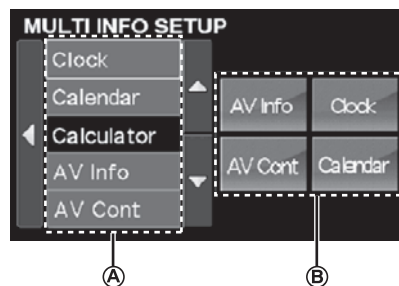 MULTI INFO SETUP
Clock
Calendar
Calculator
AV Info
AV Cont
AV Info Clock
AV Cont Calendar
A B